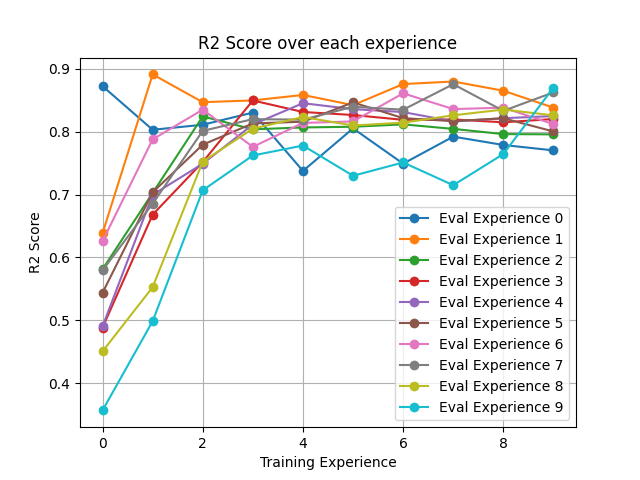 R2 Score over each experience
R2 Score
0.9
0.8
0.7
0.6
0.5
0.4
0
2
4
6
8
Training Experience
Eval Experience 0
Eval Experience 1
Eval Experience 2
Eval Experience 3
Eval Experience 4
Eval Experience 5
Eval Experience 6
Eval Experience 7
Eval Experience 8
Eval Experience 9